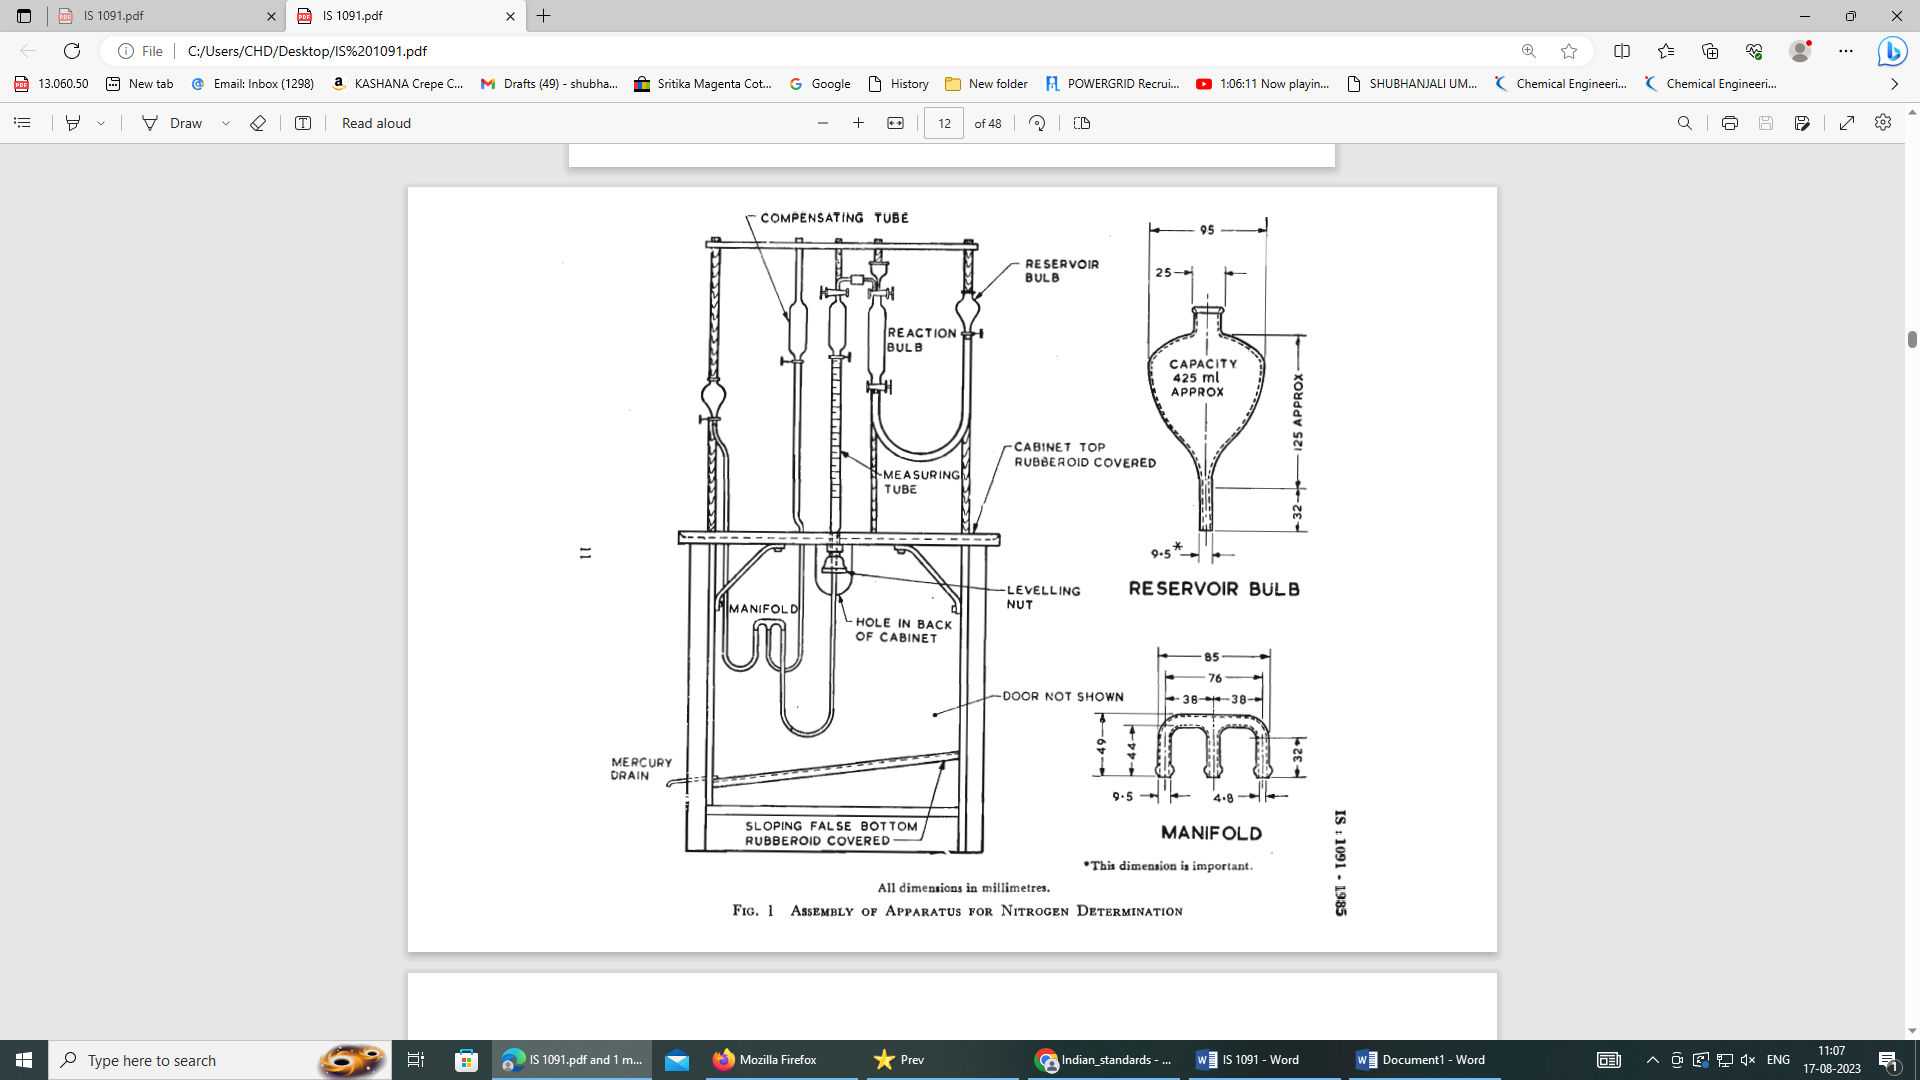 IS 1091.pdf
IS 1091.pdf
File
C:/Users/CHD/Desktop/IS%201091.pdf
13.060.50
New tab
Email: Inbox (1298)
KASHANA Crepe C...
Drafts (49) - shubha...
Sritika Magenta Cot...
Google
History
New folder
POWERGRID Recrui...
1:06:11 Now playin...
SHUBHANJALI UM...
Chemical Engineeri...
Chemical Engineeri...
Draw
Read aloud
12
of 48
COMPENSATING TUBE
RESERVOIR
BULB
REACTION
BULB
CABINET TOP
RUBBEROID COVERED
MEASURING
TUBE
11
LEVELLING
NUT
MANIFOLD
HOLE IN BACK
OF CABINET
DOOR NOT SHOWN
MERCURY
DRAIN
SLOPING FALSE BOTTOM
RUBBEROID COVERED
95
25
CAPACITY
425 ml
APPROX
125 APPROX
32
9·5*
RESERVOIR BULB
85
76
38
38
49
44
32
9·5
4·8
MANIFOLD
*This dimension is important.
All dimensions in millimetres.
FIG. 1 ASSEMBLY OF APPARATUS FOR NITROGEN DETERMINATION
IS : 1091 - 1985
Type here to search
IS 1091.pdf and 1 m...
Mozilla Firefox
Prev
Indian_standards - ...
IS 1091 - Word
Document1 - Word
ENG
11:07
17-08-2023
1